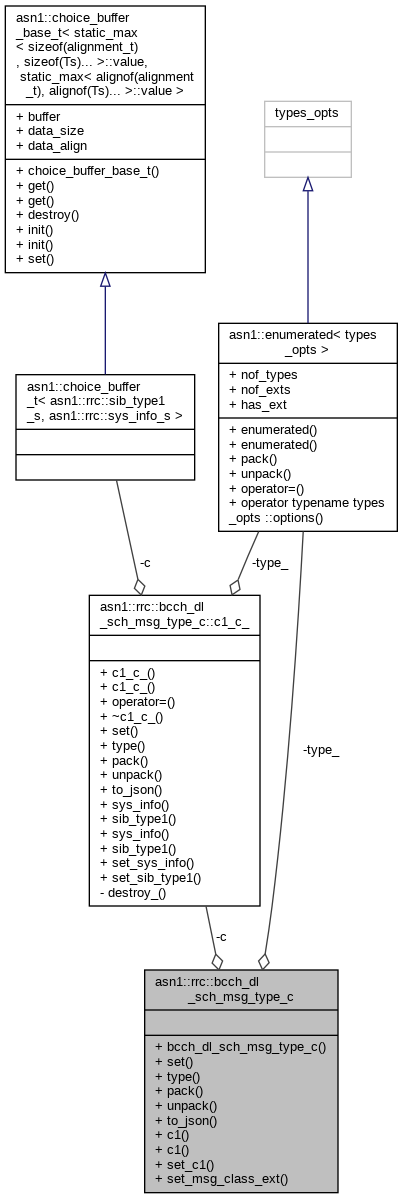 asn1::choice_buffer
_base_t< static_max
< sizeof(alignment_t)
, sizeof(Ts)... >::value,
static_max< alignof(alignment
_t), alignof(Ts)... >::value >
+ buffer
+ data_size
+ data_align
+ choice_buffer_base_t()
+ get()
+ get()
+ destroy()
+ init()
+ init()
+ set()
types_opts
asn1::enumerated< types
_opts >
+ nof_types
+ nof_exts
+ has_ext
+ enumerated()
+ enumerated()
+ pack()
+ unpack()
+ operator=()
+ operator typename types
_opts ::options()
asn1::choice_buffer
_t< asn1::rrc::sib_type1
_s, asn1::rrc::sys_info_s >
-c
-type_
asn1::rrc::bcch_dl
_sch_msg_type_c::c1_c_
+ c1_c_()
+ c1_c_()
+ operator=()
+ ~c1_c_()
+ set()
+ type()
+ pack()
+ unpack()
+ to_json()
+ sys_info()
+ sib_type1()
+ sys_info()
+ sib_type1()
+ set_sys_info()
+ set_sib_type1()
- destroy_()
-type_
-c
asn1::rrc::bcch_dl
_sch_msg_type_c
+ bcch_dl_sch_msg_type_c()
+ set()
+ type()
+ pack()
+ unpack()
+ to_json()
+ c1()
+ c1()
+ set_c1()
+ set_msg_class_ext()